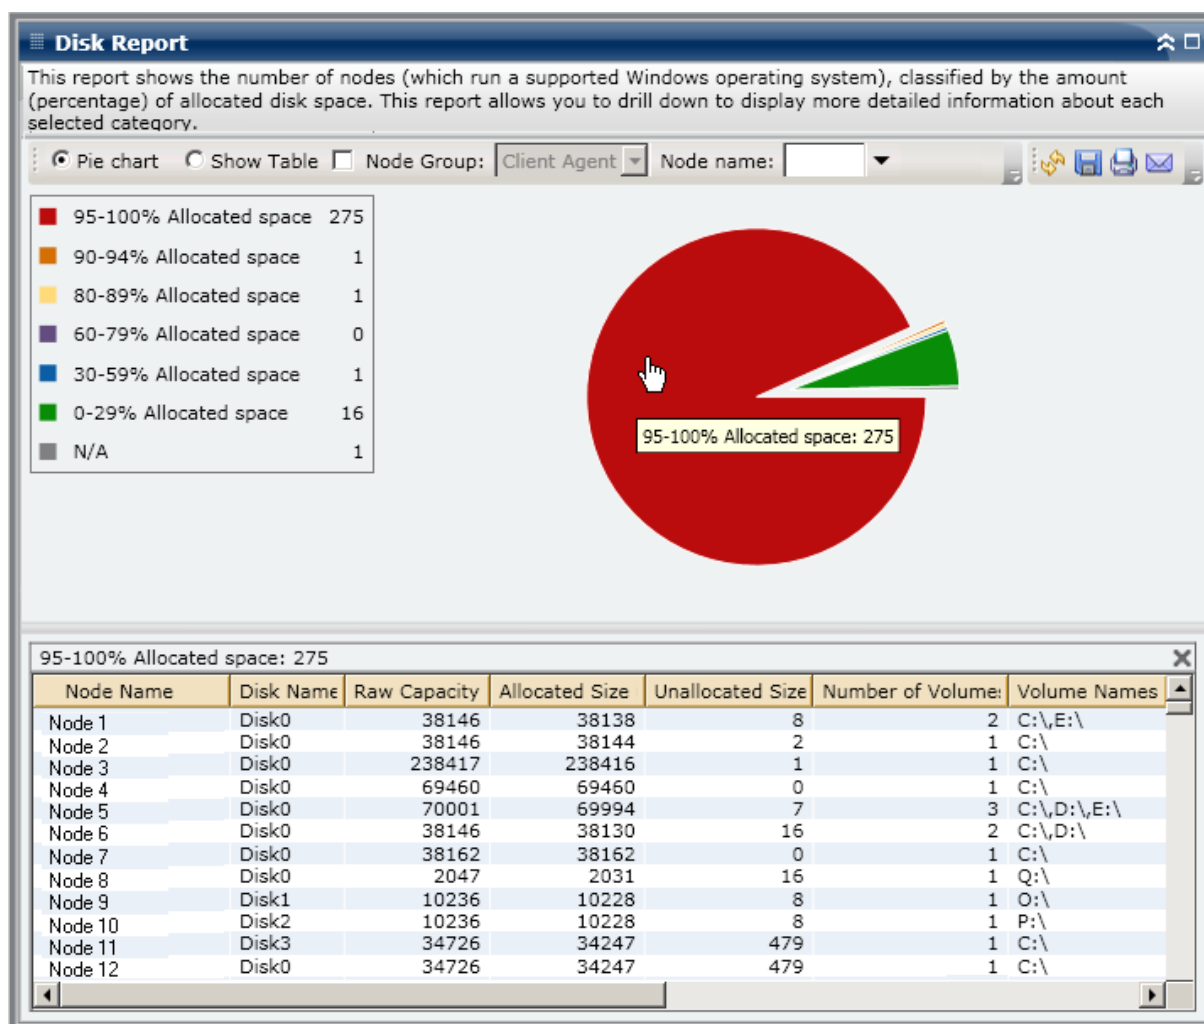 Disk Report
This report shows the number of nodes (which run a supported Windows operating system), classified by the amount
(percentage) of allocated disk space. This report allows you to drill down to display more detailed information about each
selected category.
Pie chart Show Table Node Group: Client Agent Node name:
95-100% Allocated space 275
90-94% Allocated space 1
80-89% Allocated space 1
60-79% Allocated space 0
30-59% Allocated space 1
0-29% Allocated space 16
N/A 1
95-100% Allocated space: 275
95-100% Allocated space: 275
Node Name Disk Name Raw Capacity Allocated Size Unallocated Size Number of Volume Volume Names
Node 1 Disk0 38146 38138 8 2 C:\,E:\
Node 2 Disk0 38146 38144 2 1 C:\
Node 3 Disk0 238417 238416 1 1 C:\
Node 4 Disk0 69460 69460 0 1 C:\
Node 5 Disk0 70001 69994 7 3 C:\,D:\,E:\
Node 6 Disk0 38146 38130 16 2 C:\,D:\
Node 7 Disk0 38162 38162 0 1 C:\
Node 8 Disk0 2047 2031 16 1 Q:\
Node 9 Disk1 10236 10228 8 1 O:\
Node 10 Disk2 10236 10228 8 1 P:\
Node 11 Disk3 34726 34247 479 1 C:\
Node 12 Disk0 34726 34247 479 1 C:\